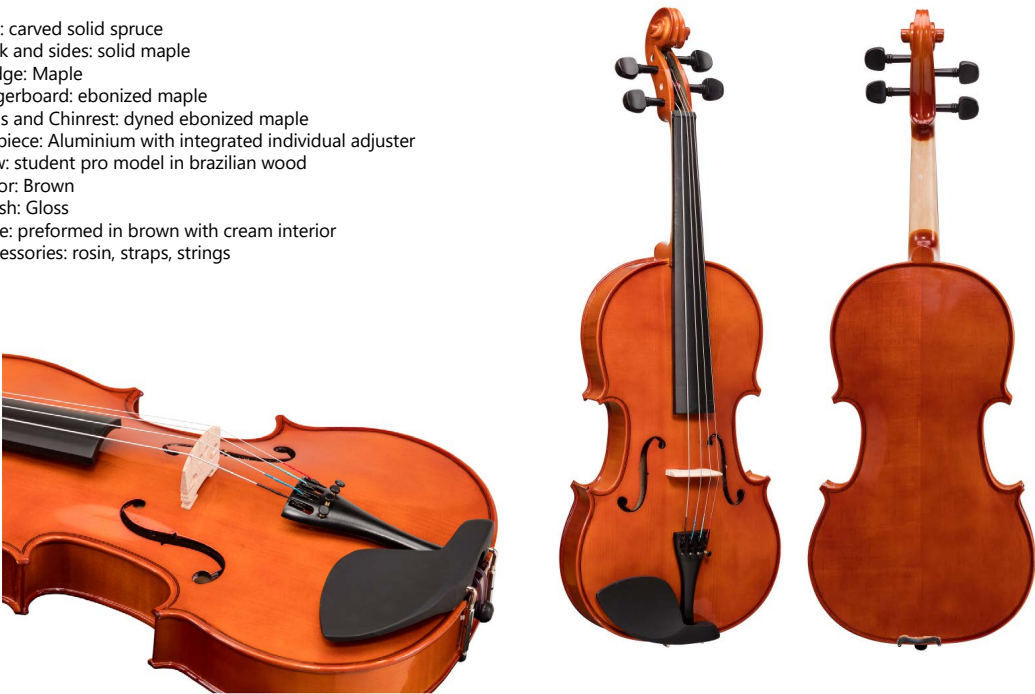 : carved solid spruce
k and sides: solid maple
dge: Maple
gerboard: ebonized maple
s and Chinrest: dyned ebonized maple
piece: Aluminium with integrated individual adjuster
w: student pro model in brazilian wood
or: Brown
sh: Gloss
e: preformed in brown with cream interior
essories: rosin, straps, strings